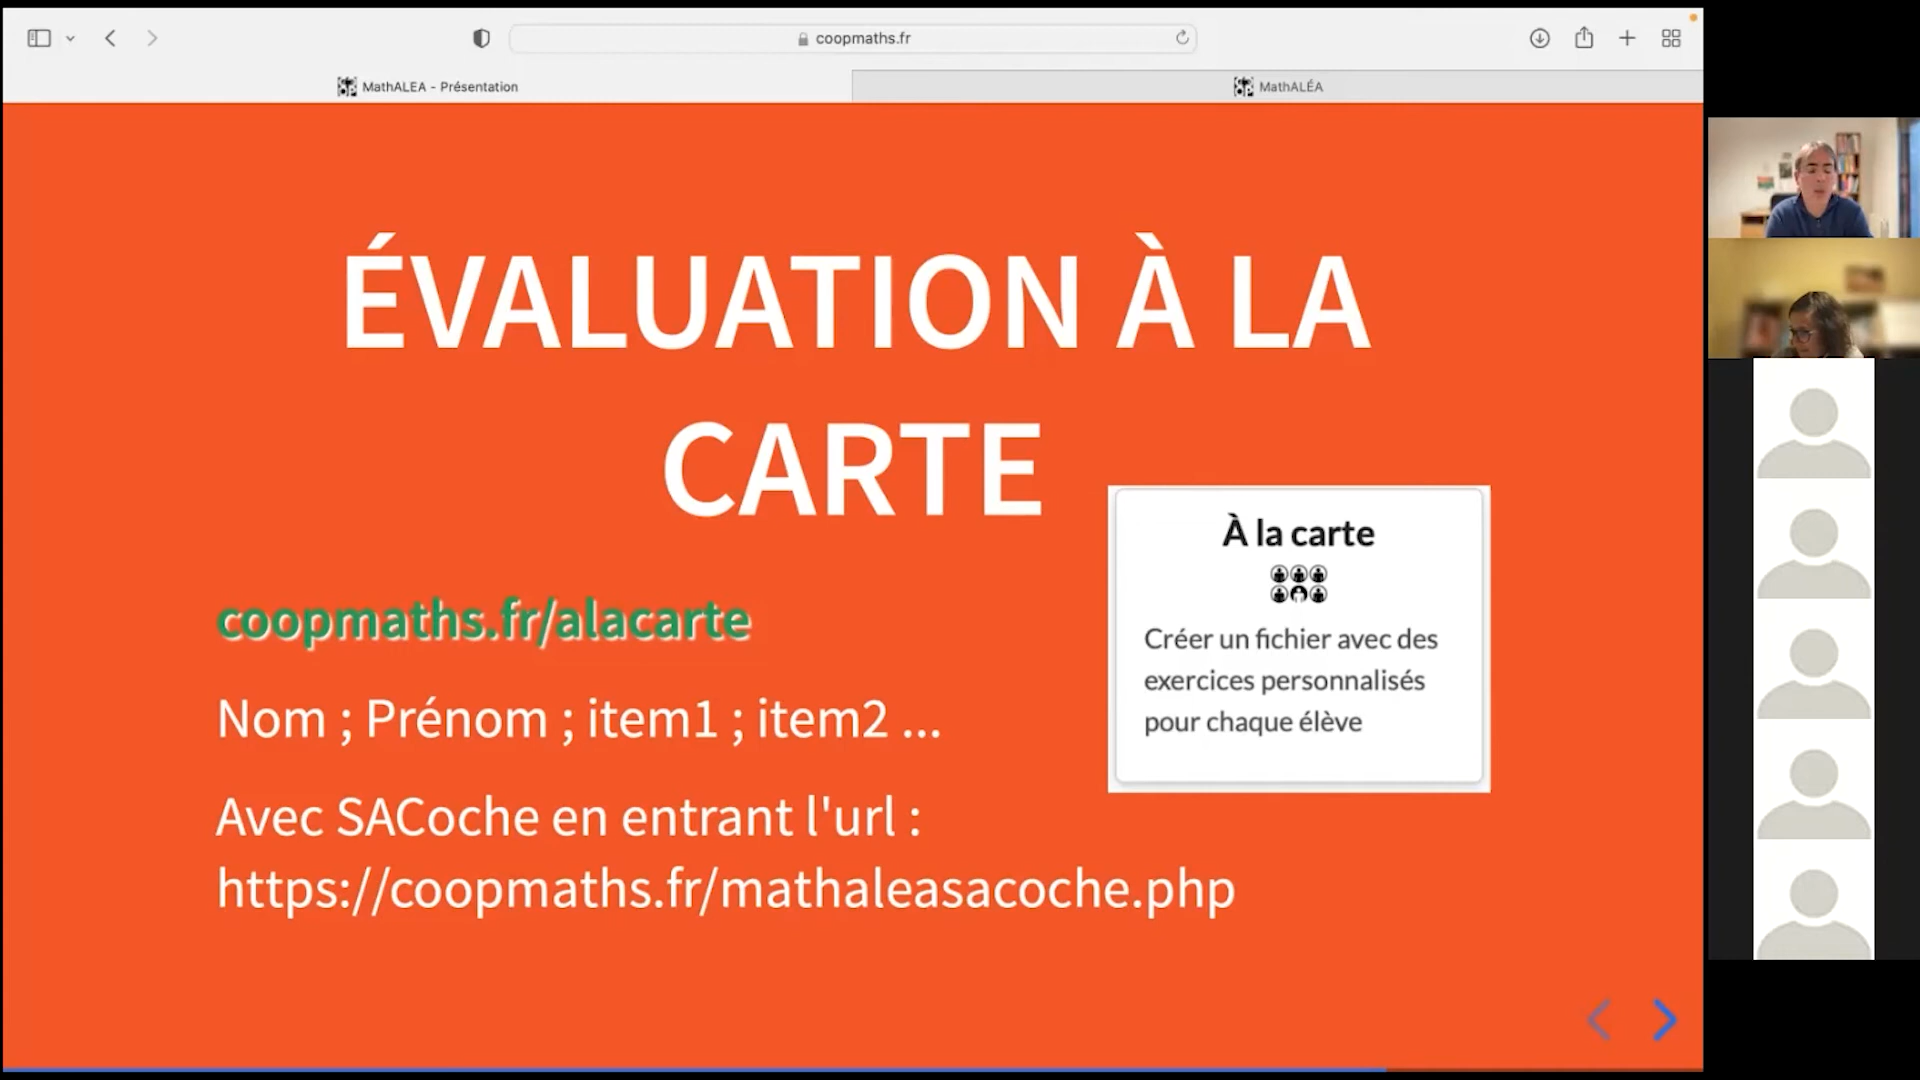 coopmaths.fr
MathALEA - Présentation
MathALÉA
ÉVALUATION À LA
CARTE
À la carte
Créer un fichier avec des
exercices personnalisés
pour chaque élève
coopmaths.fr/alacarte
Nom ; Prénom ; item1 ; item2 ...
Avec SACoche en entrant l'url :
https://coopmaths.fr/mathaleasacoche.php